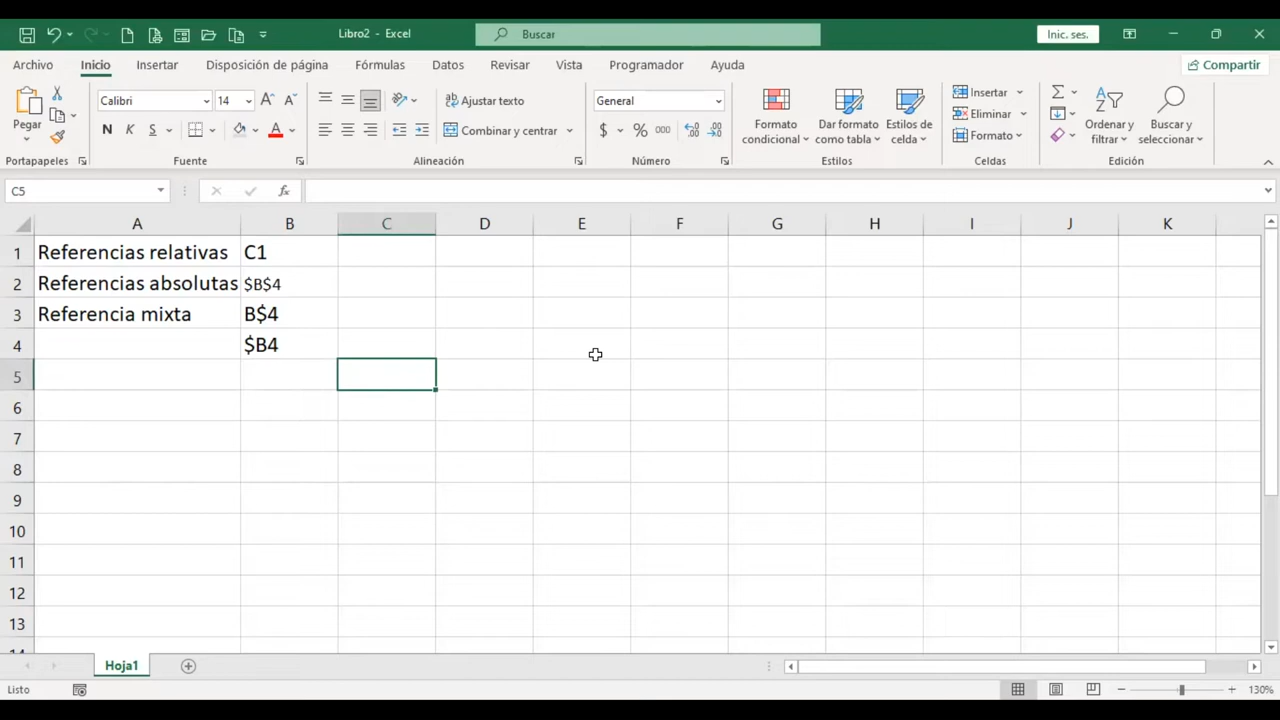 Libro2 - Excel
Buscar
Inic. ses.
Archivo Inicio Insertar Disposición de página Fórmulas Datos Revisar Vista Programador Ayuda
Compartir
Pegar
Portapapeles
Calibri 14
N K S
Fuente
Ajustar texto
Combinar y centrar
Alineación
General
$ % 000
Número
Formato condicional
Dar formato como tabla
Estilos de celda
Estilos
Insertar
Eliminar
Formato
Celdas
Ordenar y filtrar
Buscar y seleccionar
Edición
C5
fx
A B C D E F G H I J K
1 Referencias relativas C1
2 Referencias absolutas $B$4
3 Referencia mixta B$4
4 $B4
5
6
7
8
9
10
11
12
13
Hoja1
Listo
130%